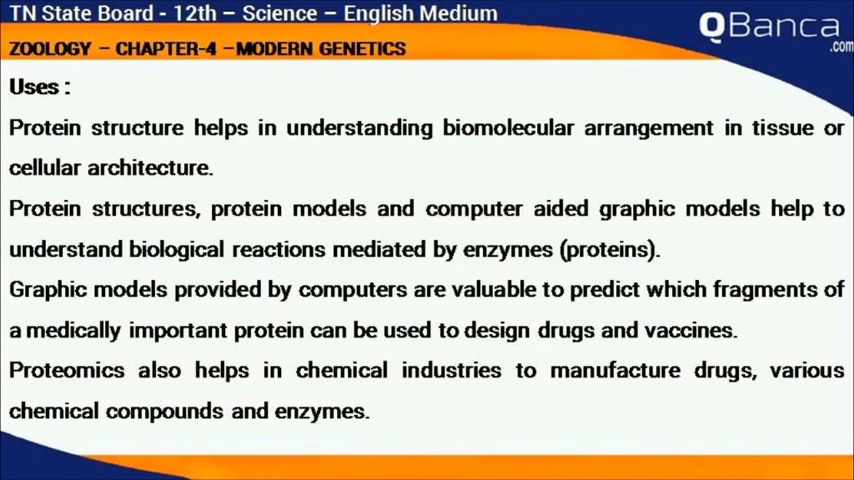 TN State Board - 12th – Science – English Medium
QBanca
.com
ZOOLOGY – CHAPTER-4 –MODERN GENETICS
Uses :
Protein structure helps in understanding biomolecular arrangement in tissue or
cellular architecture.
Protein structures, protein models and computer aided graphic models help to
understand biological reactions mediated by enzymes (proteins).
Graphic models provided by computers are valuable to predict which fragments of
a medically important protein can be used to design drugs and vaccines.
Proteomics also helps in chemical industries to manufacture drugs, various
chemical compounds and enzymes.